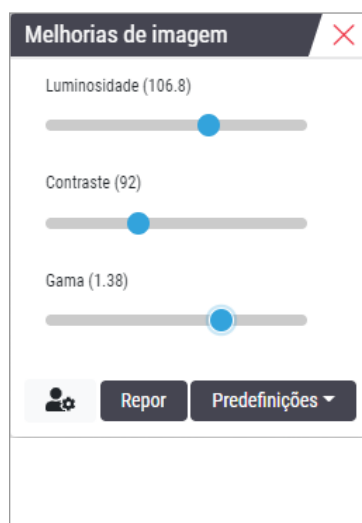 Melhorias de imagem
Luminosidade (106.8)
Contraste (92)
Gama (1.38)
Repor Predefinições